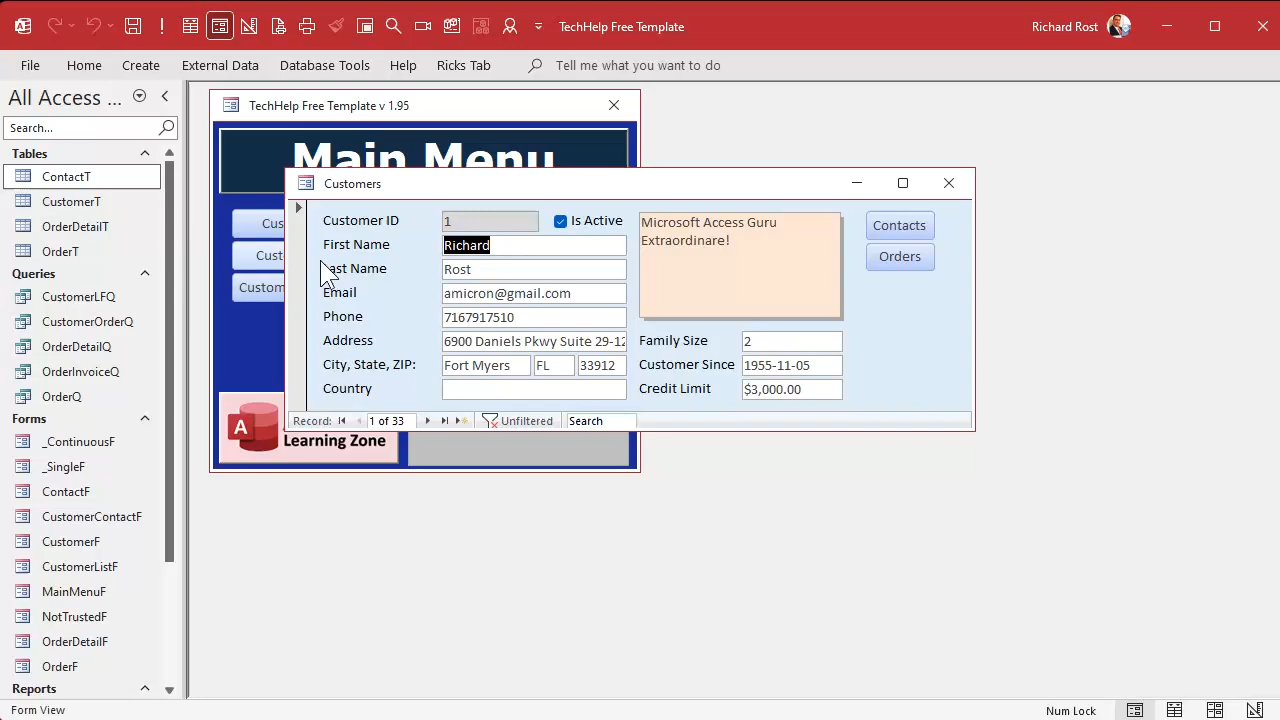 TechHelp Free Template
Richard Rost
File Home Create External Data Database Tools Help Ricks Tab Tell me what you want to do
All Access ...
Search...
Tables
ContactT
CustomerT
OrderDetailT
OrderT
Queries
CustomerLFQ
CustomerOrderQ
OrderDetailQ
OrderInvoiceQ
OrderQ
Forms
_ContinuousF
_SingleF
ContactF
CustomerContactF
CustomerF
CustomerListF
MainMenuF
NotTrustedF
OrderDetailF
OrderF
Reports
TechHelp Free Template v 1.95
Main Menu
Cus
Cust
Custom
A
Learning Zone
Customers
Customer ID 1 Is Active
First Name Richard
Last Name Rost
Email amicron@gmail.com
Phone 7167917510
Address 6900 Daniels Pkwy Suite 29-12
City, State, ZIP: Fort Myers FL 33912
Country
Microsoft Access Guru
Extraordinare!
Family Size 2
Customer Since 1955-11-05
Credit Limit $3,000.00
Contacts
Orders
Record: 1 of 33 Unfiltered Search
Form View
Num Lock